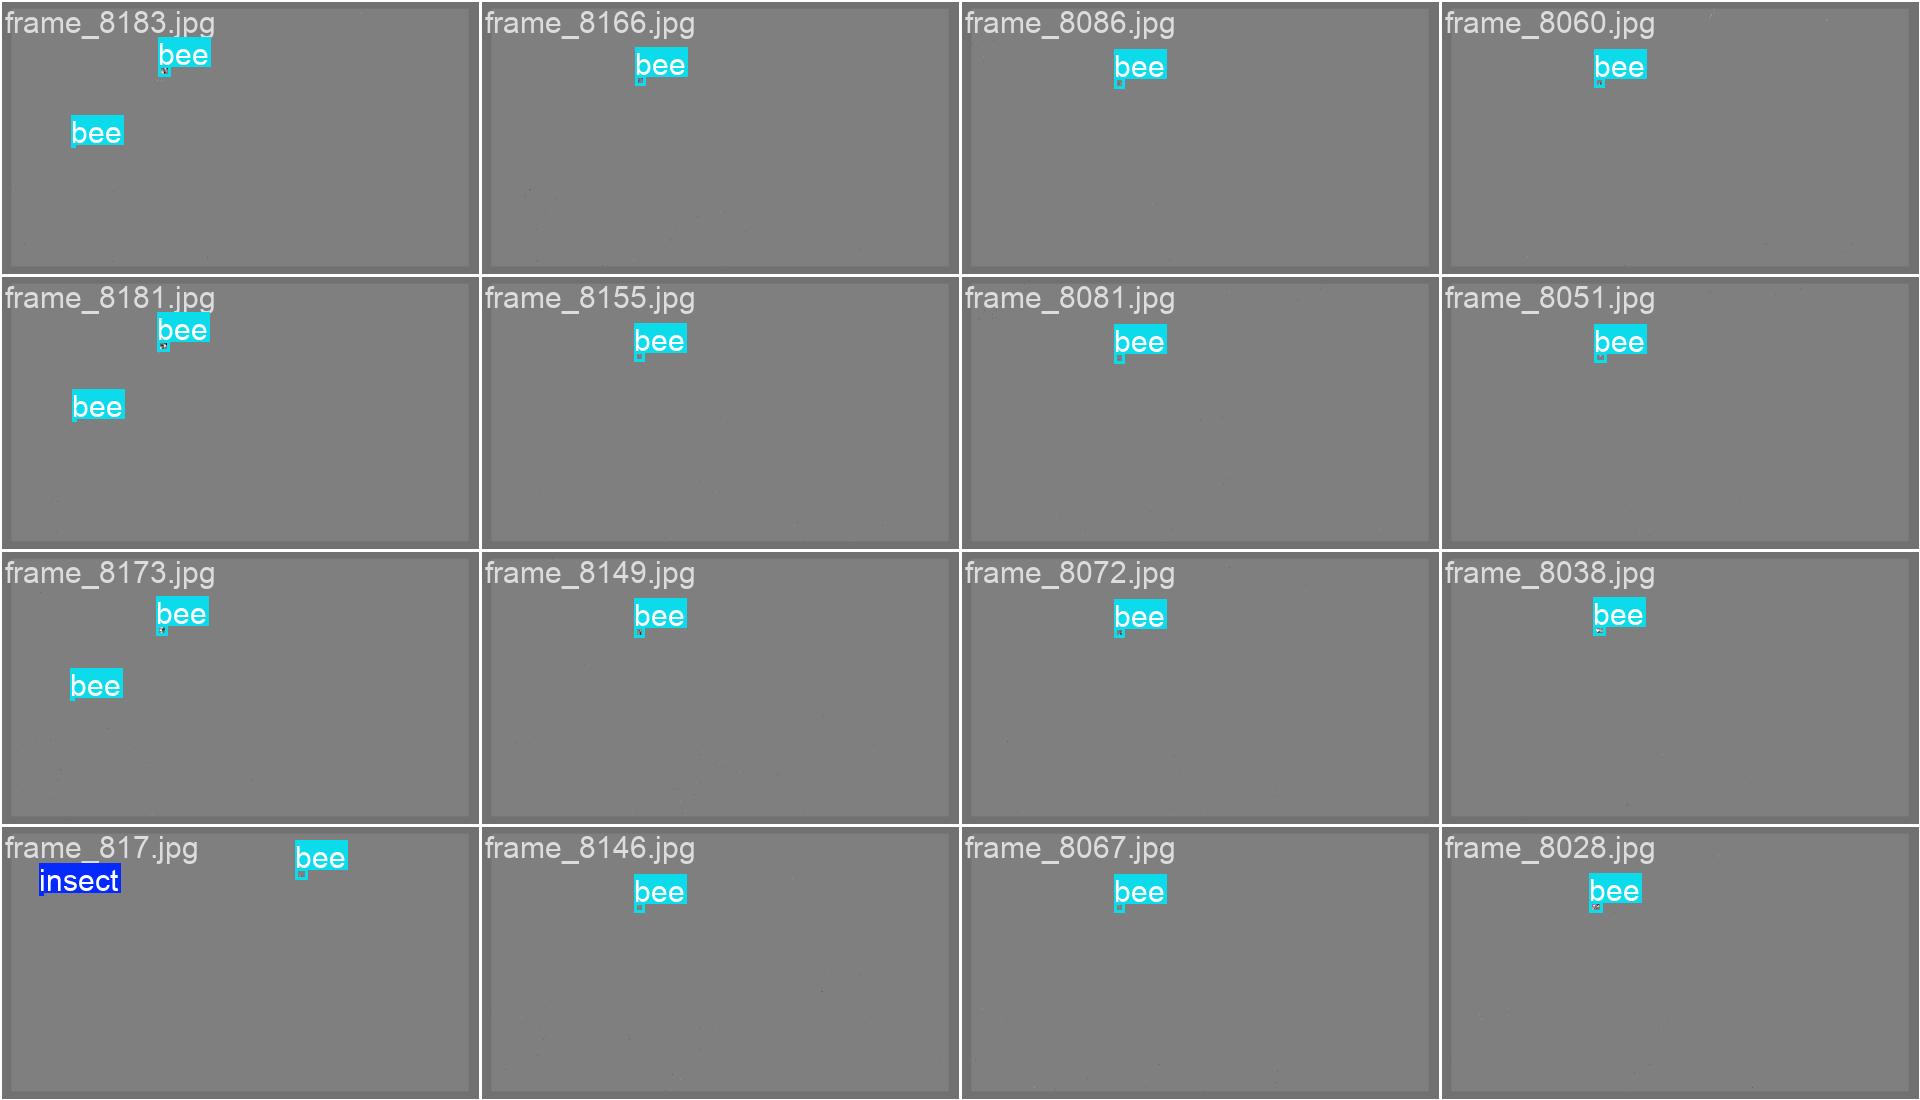 frame_8183.jpg
bee
bee
frame_8166.jpg
bee
frame_8086.jpg
bee
frame_8060.jpg
bee
frame_8181.jpg
bee
bee
frame_8155.jpg
bee
frame_8081.jpg
bee
frame_8051.jpg
bee
frame_8173.jpg
bee
bee
frame_8149.jpg
bee
frame_8072.jpg
bee
frame_8038.jpg
bee
frame_817.jpg
bee
insect
frame_8146.jpg
bee
frame_8067.jpg
bee
frame_8028.jpg
bee